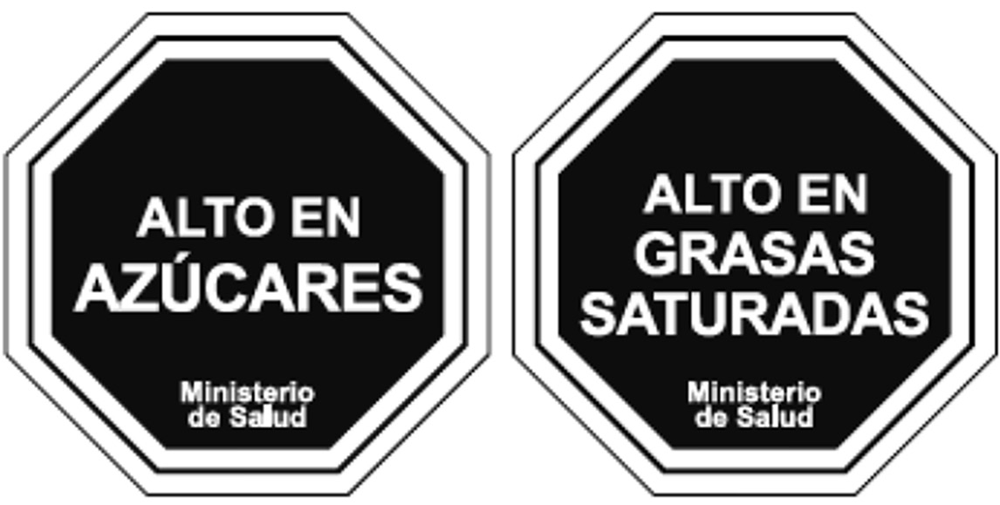 ALTO EN
AZÚCARES
Ministerio
de Salud
ALTO EN
GRASAS
SATURADAS
Ministerio
de Salud